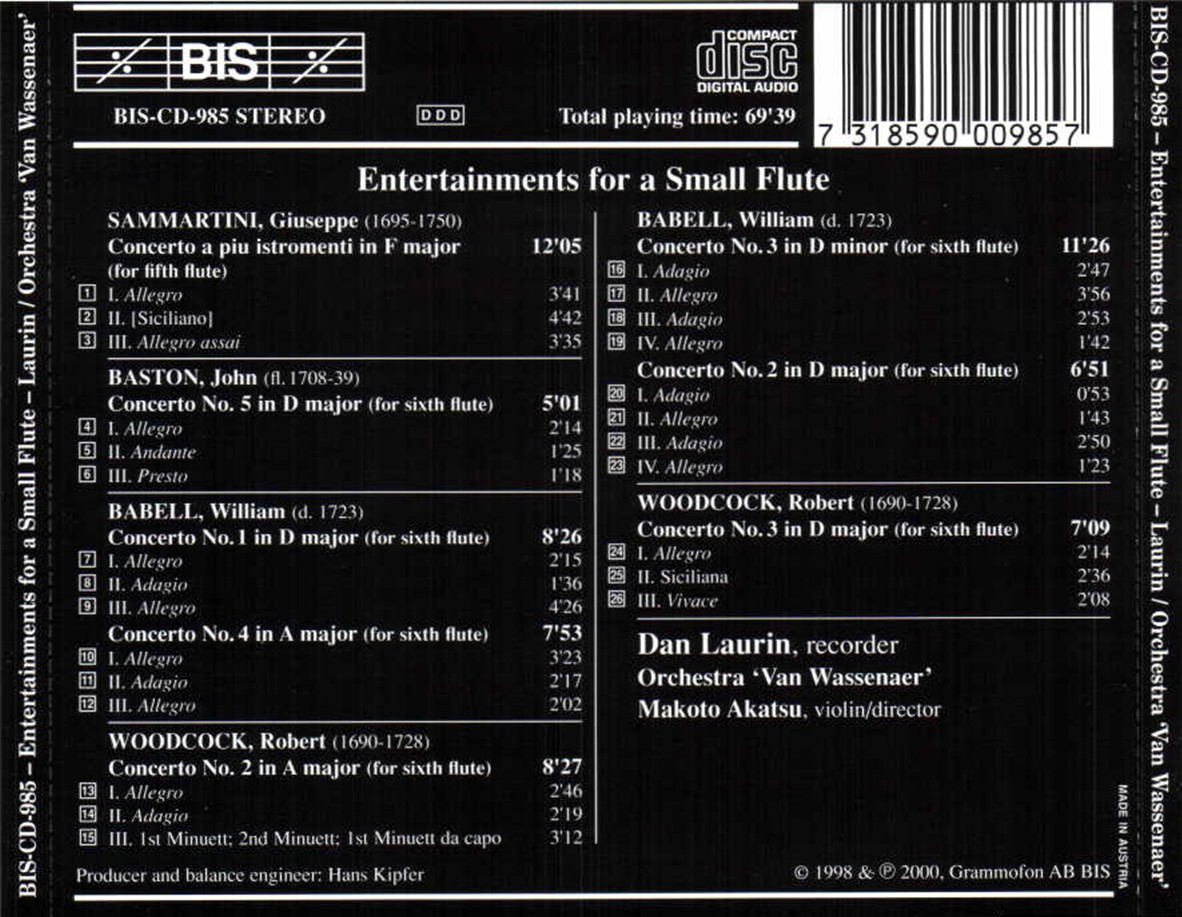 BIS-CD-985 – Entertainments for a Small Flute – Laurin / Orchestra 'Van Wassenaer'
BIS
COMPACT
disc
DIGITAL AUDIO
BIS-CD-985 STEREO
D D D
Total playing time: 69'39
7 318590 009857
Entertainments for a Small Flute
SAMMARTINI, Giuseppe (1695-1750)
Concerto a piu istromenti in F major 12'05
(for fifth flute)
1 I. Allegro 3'41
2 II. [Siciliano] 4'42
3 III. Allegro assai 3'35
BASTON, John (fl. 1708-39)
Concerto No. 5 in D major (for sixth flute) 5'01
4 I. Allegro 2'14
5 II. Andante 1'25
6 III. Presto 1'18
BABELL, William (d. 1723)
Concerto No. 1 in D major (for sixth flute) 8'26
7 I. Allegro 2'15
8 II. Adagio 1'36
9 III. Allegro 4'26
Concerto No. 4 in A major (for sixth flute) 7'53
10 I. Allegro 3'23
11 II. Adagio 2'17
12 III. Allegro 2'02
WOODCOCK, Robert (1690-1728)
Concerto No. 2 in A major (for sixth flute) 8'27
13 I. Allegro 2'46
14 II. Adagio 2'19
15 III. 1st Minuett; 2nd Minuett; 1st Minuett da capo 3'12
BABELL, William (d. 1723)
Concerto No. 3 in D minor (for sixth flute) 11'26
16 I. Adagio 2'47
17 II. Allegro 3'56
18 III. Adagio 2'53
19 IV. Allegro 1'42
Concerto No. 2 in D major (for sixth flute) 6'51
20 I. Adagio 0'53
21 II. Allegro 1'43
22 III. Adagio 2'50
23 IV. Allegro 1'23
WOODCOCK, Robert (1690-1728)
Concerto No. 3 in D major (for sixth flute) 7'09
24 I. Allegro 2'14
25 II. Siciliana 2'36
26 III. Vivace 2'08
Dan Laurin, recorder
Orchestra 'Van Wassenaer'
Makoto Akatsu, violin/director
Producer and balance engineer: Hans Kipfer
© 1998 & ℗ 2000, Grammofon AB BIS
MADE IN AUSTRIA
BIS-CD-985 – Entertainments for a Small Flute – Laurin / Orchestra 'Van Wassenaer'